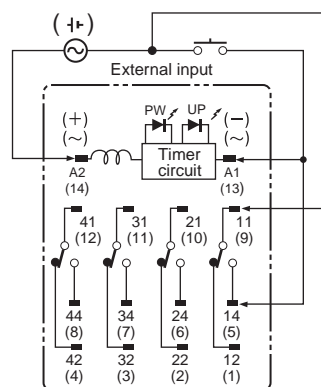 External input
(+) PW UP (−)
(∼) (∼)
Timer
circuit
A2 A1
(14) (13)
41 31 21 11
(12) (11) (10) (9)
44 34 24 14
(8) (7) (6) (5)
42 32 22 12
(4) (3) (2) (1)